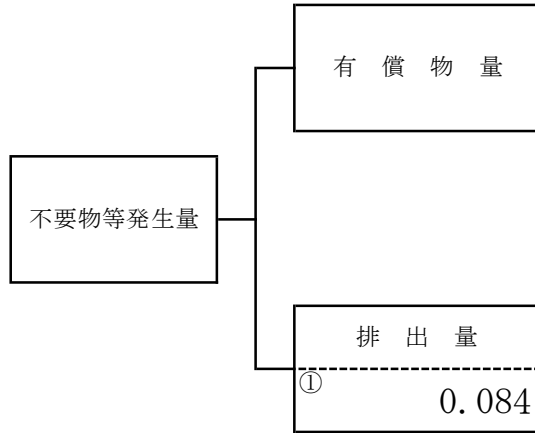 有償物量
不要物等発生量
排出量
①
0.084